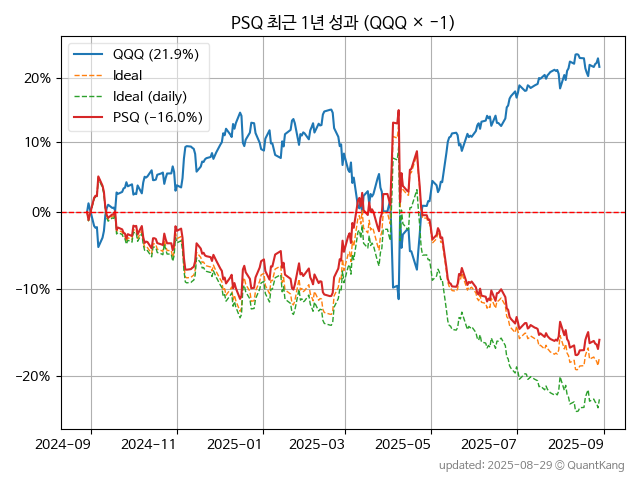 PSQ 최근 1년 성과 (QQQ × −1)
QQQ (21.9%)
Ideal
Ideal (daily)
PSQ (−16.0%)
20%
10%
0%
−10%
−20%
2024-09
2024-11
2025-01
2025-03
2025-05
2025-07
2025-09
updated: 2025-08-29 © QuantKang